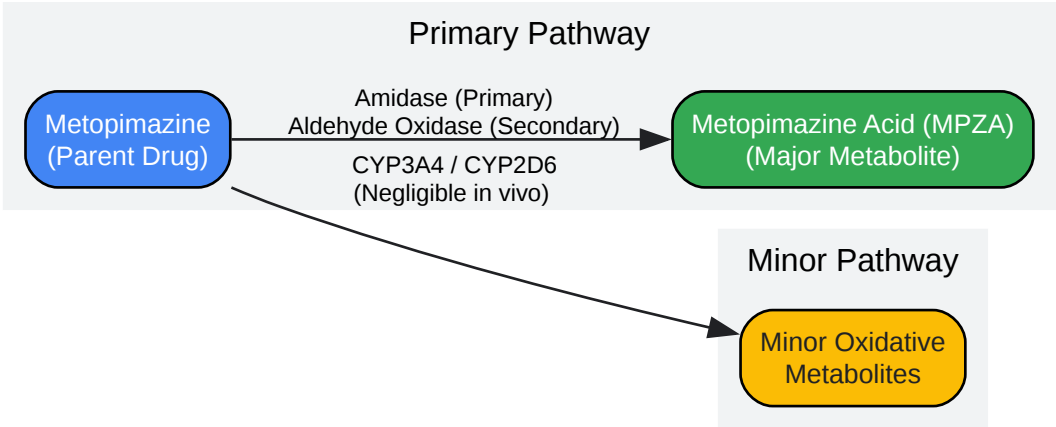 Primary Pathway
Metopimazine
(Parent Drug)
Amidase (Primary)
Aldehyde Oxidase (Secondary)
CYP3A4 / CYP2D6
(Negligible in vivo)
Metopimazine Acid (MPZA)
(Major Metabolite)
Minor Pathway
Minor Oxidative
Metabolites